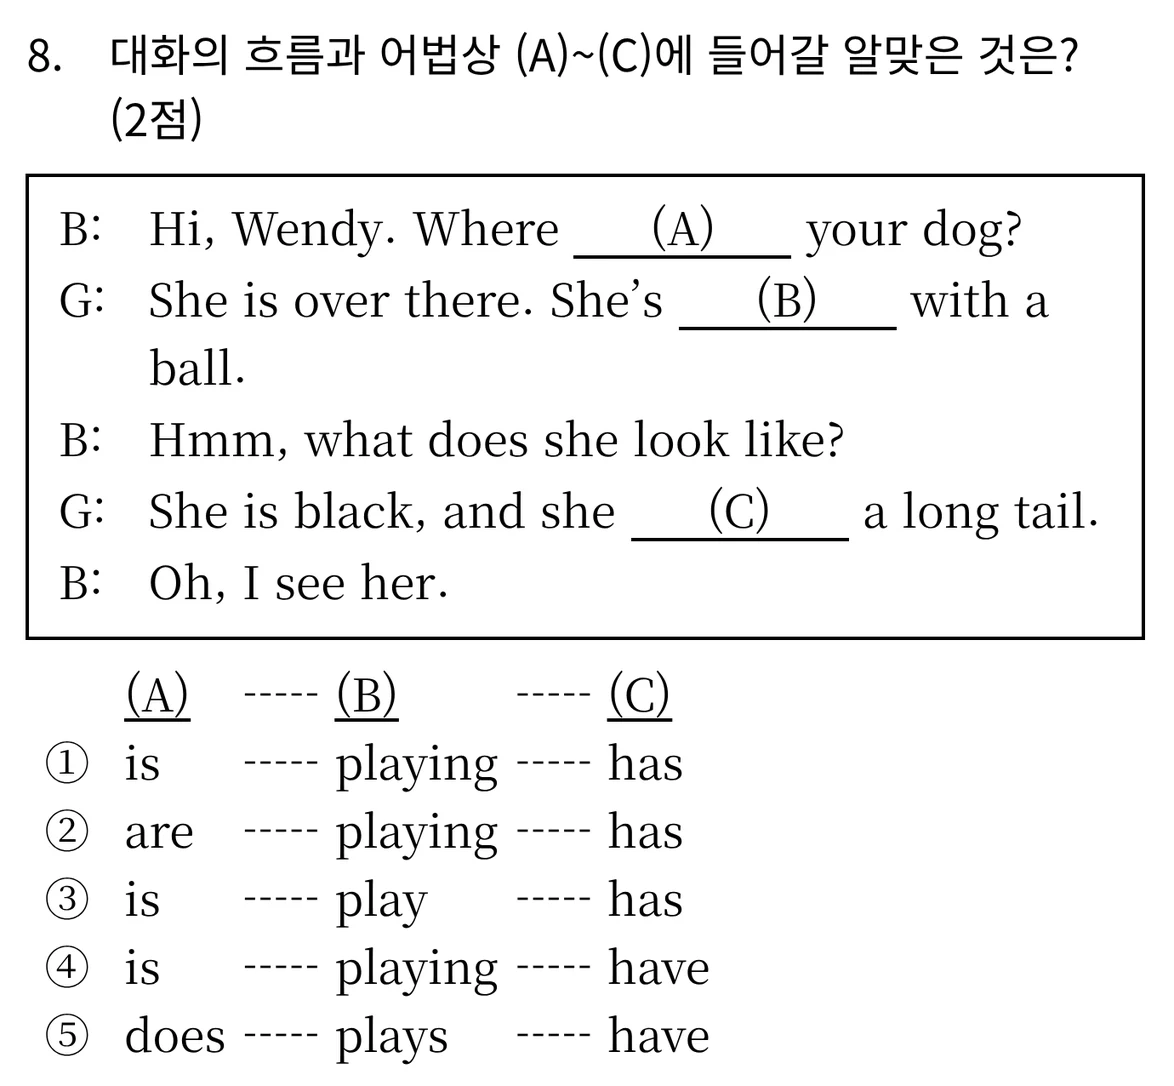 8. 대화의 흐름과 어법상 (A)~(C)에 들어갈 알맞은 것은?
(2점)
B: Hi, Wendy. Where (A) your dog?
G: She is over there. She’s (B) with a
ball.
B: Hmm, what does she look like?
G: She is black, and she (C) a long tail.
B: Oh, I see her.
(A) ----- (B) ----- (C)
① is ----- playing ----- has
② are ----- playing ----- has
③ is ----- play ----- has
④ is ----- playing ----- have
⑤ does ----- plays ----- have